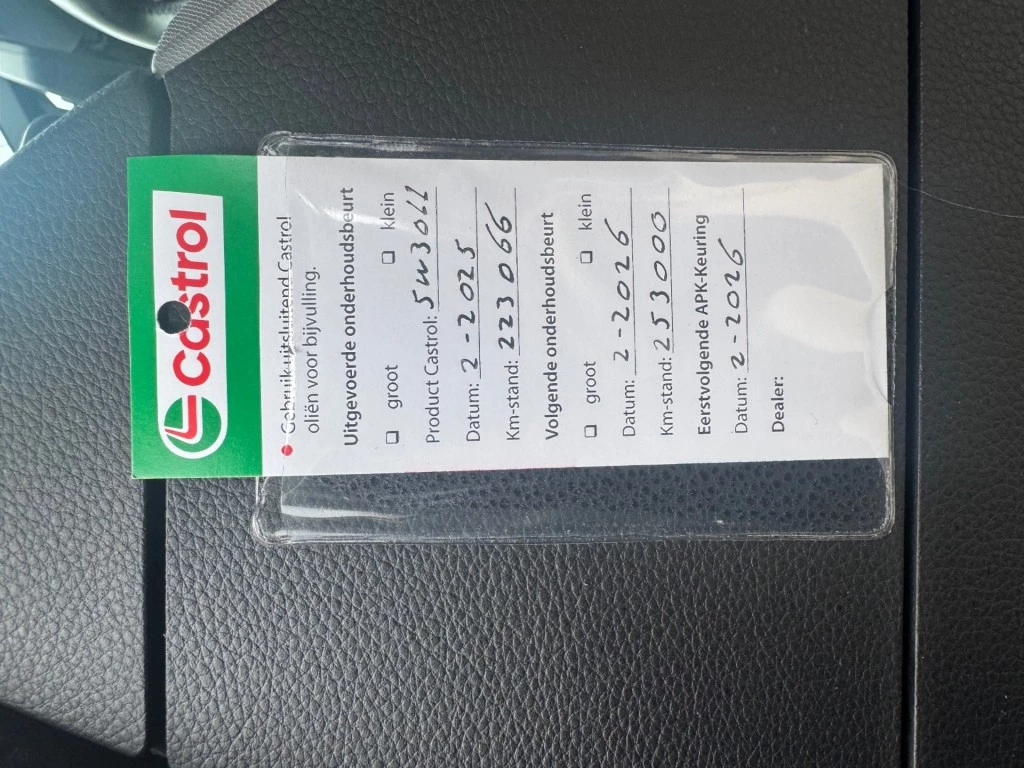 Castrol
Gebruik uitsluitend Castrol
oliën voor bijvulling.
Uitgevoerde onderhoudsbeurt
groot klein
Product Castrol: 5W30LL
Datum: 2-2025
Km-stand: 223066
Volgende onderhoudsbeurt
groot klein
Datum: 2-2026
Km-stand: 253000
Eerstvolgende APK-Keuring
Datum: 2-2026
Dealer: